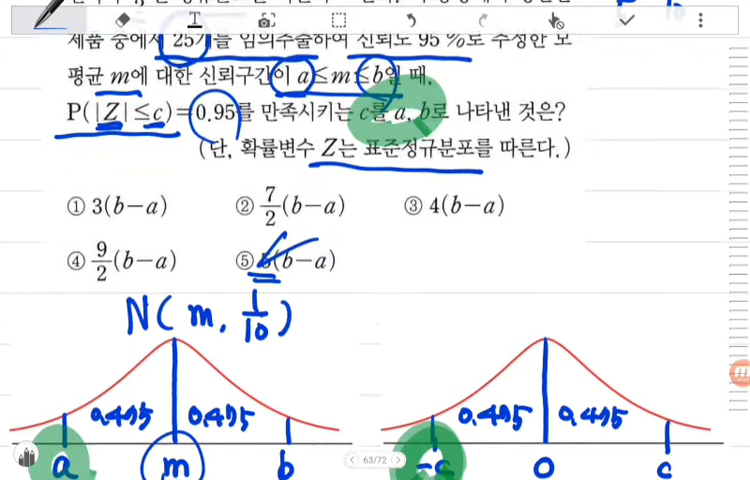 제품 중에서 25개를 임의추출하여 신뢰도 95 %로 추정한 모
평균 m에 대한 신뢰구간이 a≤m≤b일 때,
P(|Z|≤c)=0.95를 만족시키는 c를 a, b로 나타낸 것은?
(단, 확률변수 Z는 표준정규분포를 따른다.)
① 3(b−a) ② 7/2(b−a) ③ 4(b−a)
④ 9/2(b−a) ⑤ 5(b−a)
N( m, 1/10 )
0.475 0.475 0.475 0.475
a m b −c 0 c
63/72